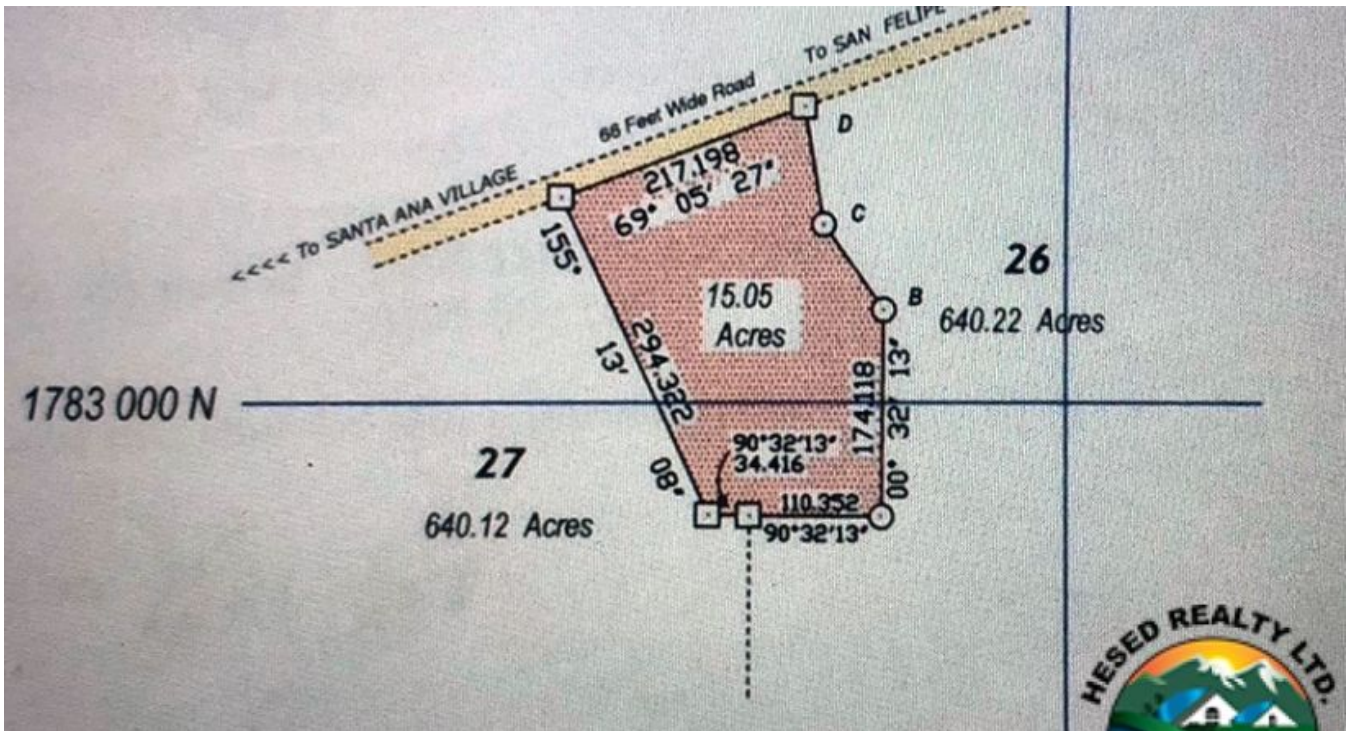 To SAN FELIPE
66 Feet Wide Road
<<<< To SANTA ANA VILLAGE
D
217.198
69° 05' 27"
C
155° 13' 08"
294.322
15.05
Acres
26
640.22 Acres
B
174.118
00° 32' 13"
1783 000 N
90°32'13"
34.416
27
640.12 Acres
110.352
90°32'13"
HESED REALTY LTD.